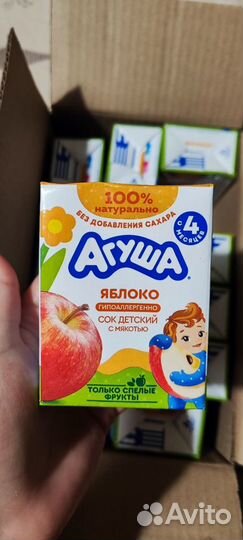 100%
НАТУРАЛЬНО
БЕЗ ДОБАВЛЕНИЯ САХАРА
4
МЕСЯЦЕВ
АГУША
ЯБЛОКО
ГИПОАЛЛЕРГЕННО
СОК ДЕТСКИЙ
С МЯКОТЬЮ
ТОЛЬКО СПЕЛЫЕ
ФРУКТЫ
Avito